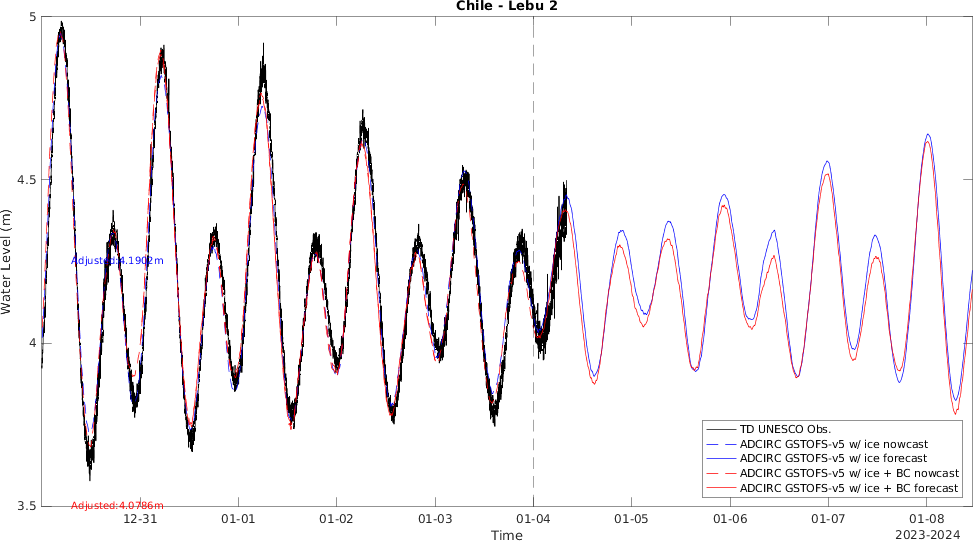 Chile - Lebu 2
5
4.5
4
3.5
Water Level (m)
Adjusted:4.1902m
Adjusted:4.0786m
TD UNESCO Obs.
ADCIRC GSTOFS-v5 w/ ice nowcast
ADCIRC GSTOFS-v5 w/ ice forecast
ADCIRC GSTOFS-v5 w/ ice + BC nowcast
ADCIRC GSTOFS-v5 w/ ice + BC forecast
12-31 01-01 01-02 01-03 01-04 01-05 01-06 01-07 01-08
Time
2023-2024